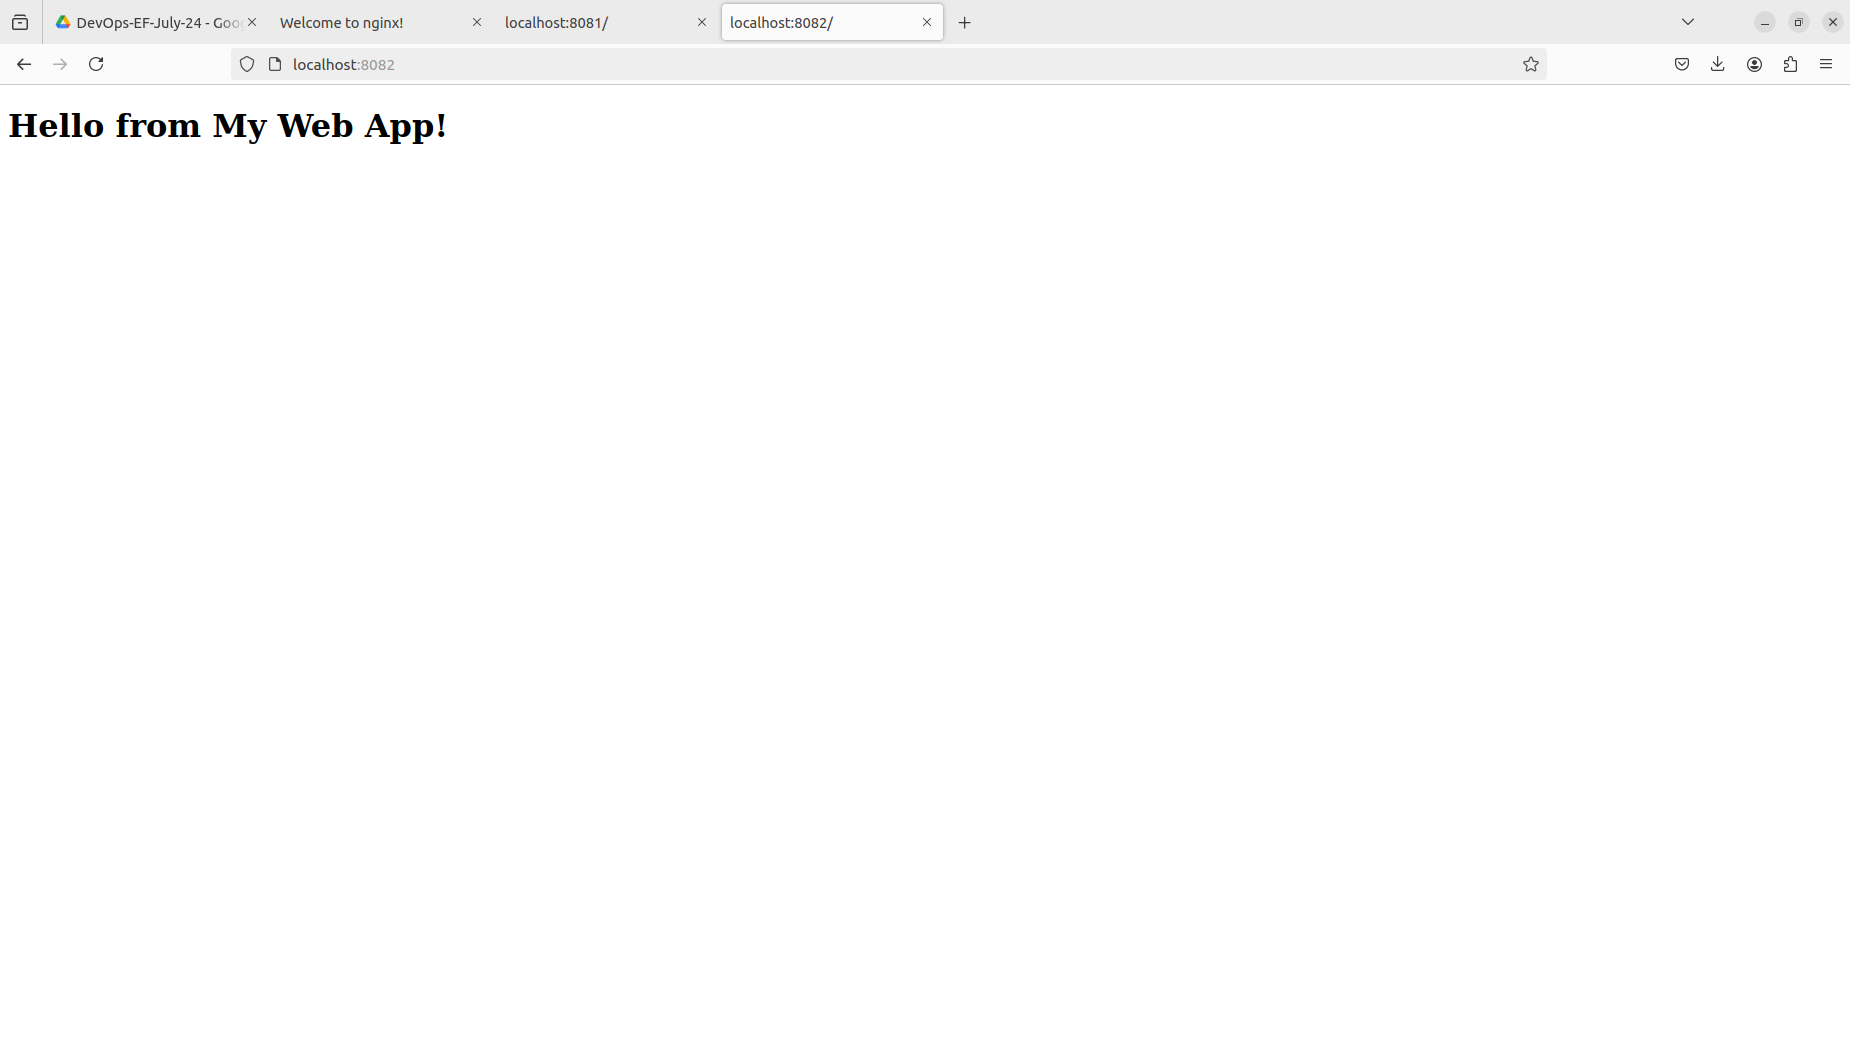 DevOps-EF-July-24 - Goo
Welcome to nginx!
localhost:8081/
localhost:8082/
localhost:8082
Hello from My Web App!